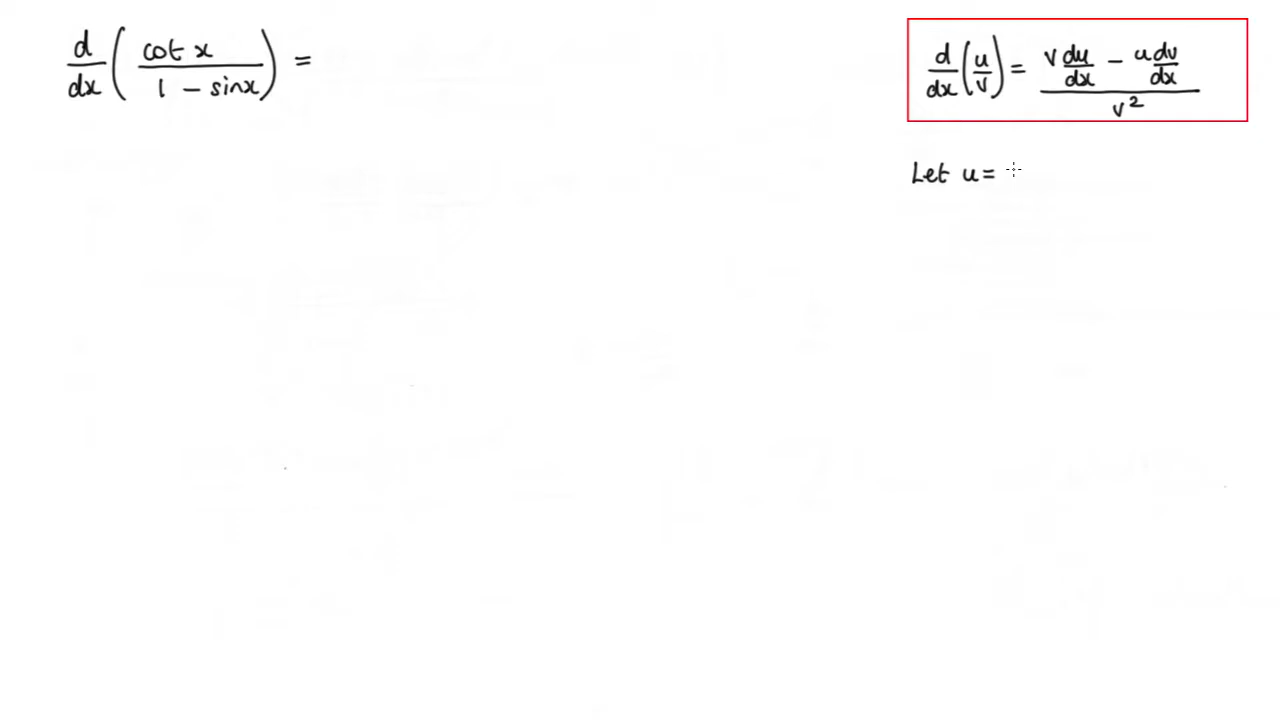 d/dx ( cot x / 1 − sinx ) =
d/dx (u/v) = v du/dx − u dv/dx / v²
Let u =